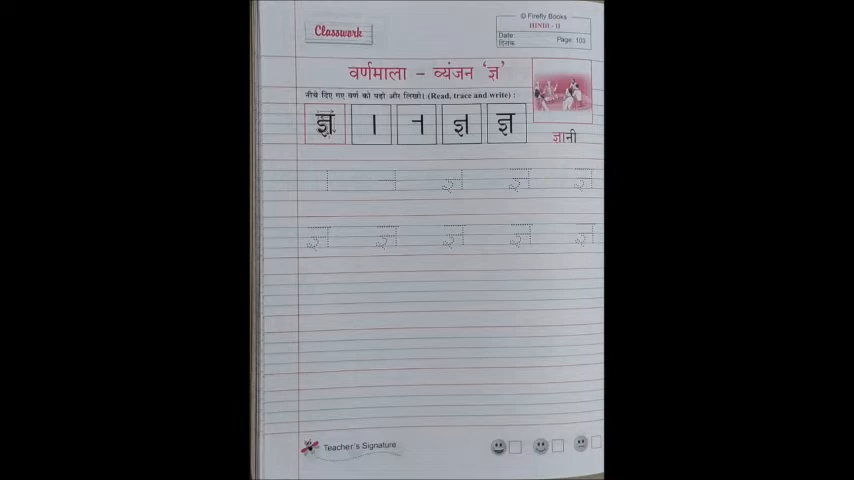 Classwork
© Firefly Books
HINDI - II
Date:
दिनांक
Page: 103
वर्णमाला – व्यंजन ‘ज्ञ’
नीचे दिए गए वर्ण को पढ़ो और लिखो। (Read, trace and write) :
ज्ञ । ज्ञ ज्ञ
ज्ञानी
ज्ञ ज्ञ ज्ञ
ज्ञ ज्ञ ज्ञ ज्ञ ज्ञ
Teacher's Signature